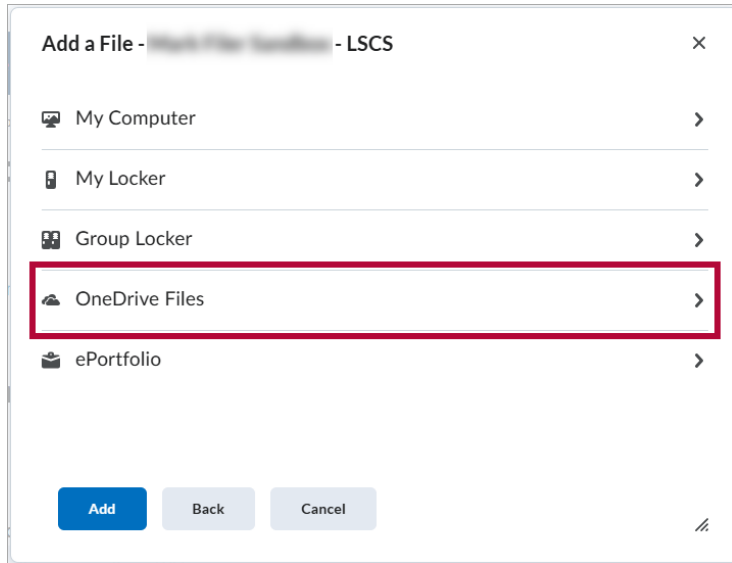 Add a File - - LSCS
My Computer
My Locker
Group Locker
OneDrive Files
ePortfolio
Add Back Cancel